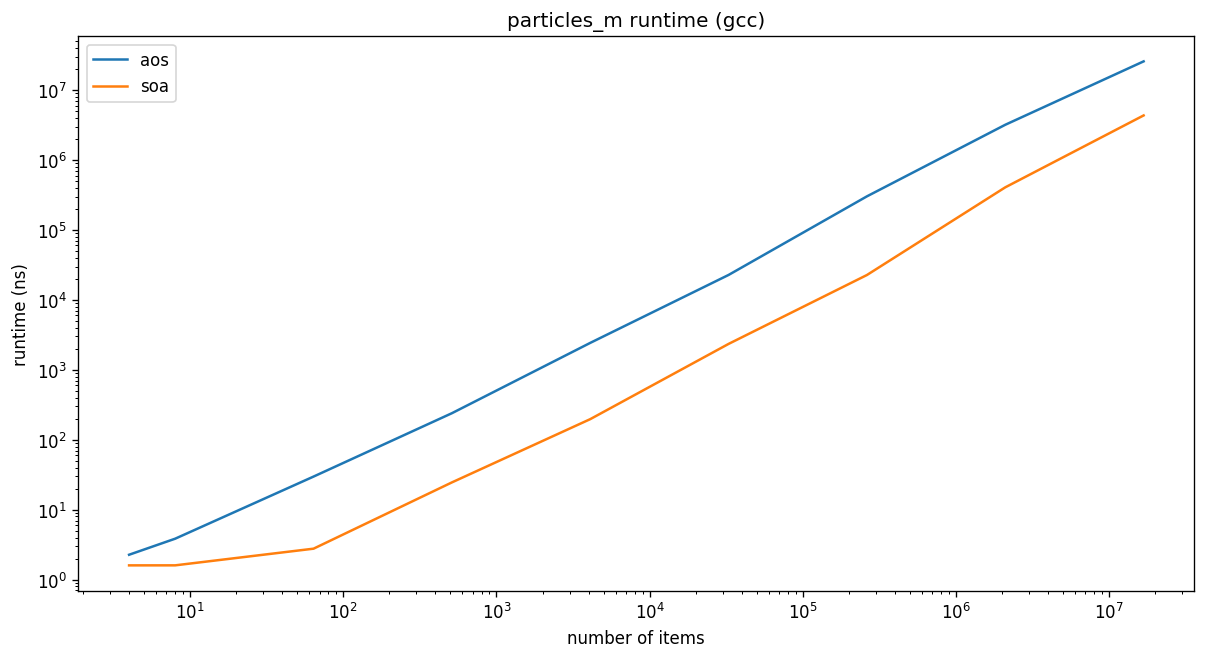 particles_m runtime (gcc)
aos
soa
runtime (ns)
10⁷
10⁶
10⁵
10⁴
10³
10²
10¹
10⁰
10¹ 10² 10³ 10⁴ 10⁵ 10⁶ 10⁷
number of items